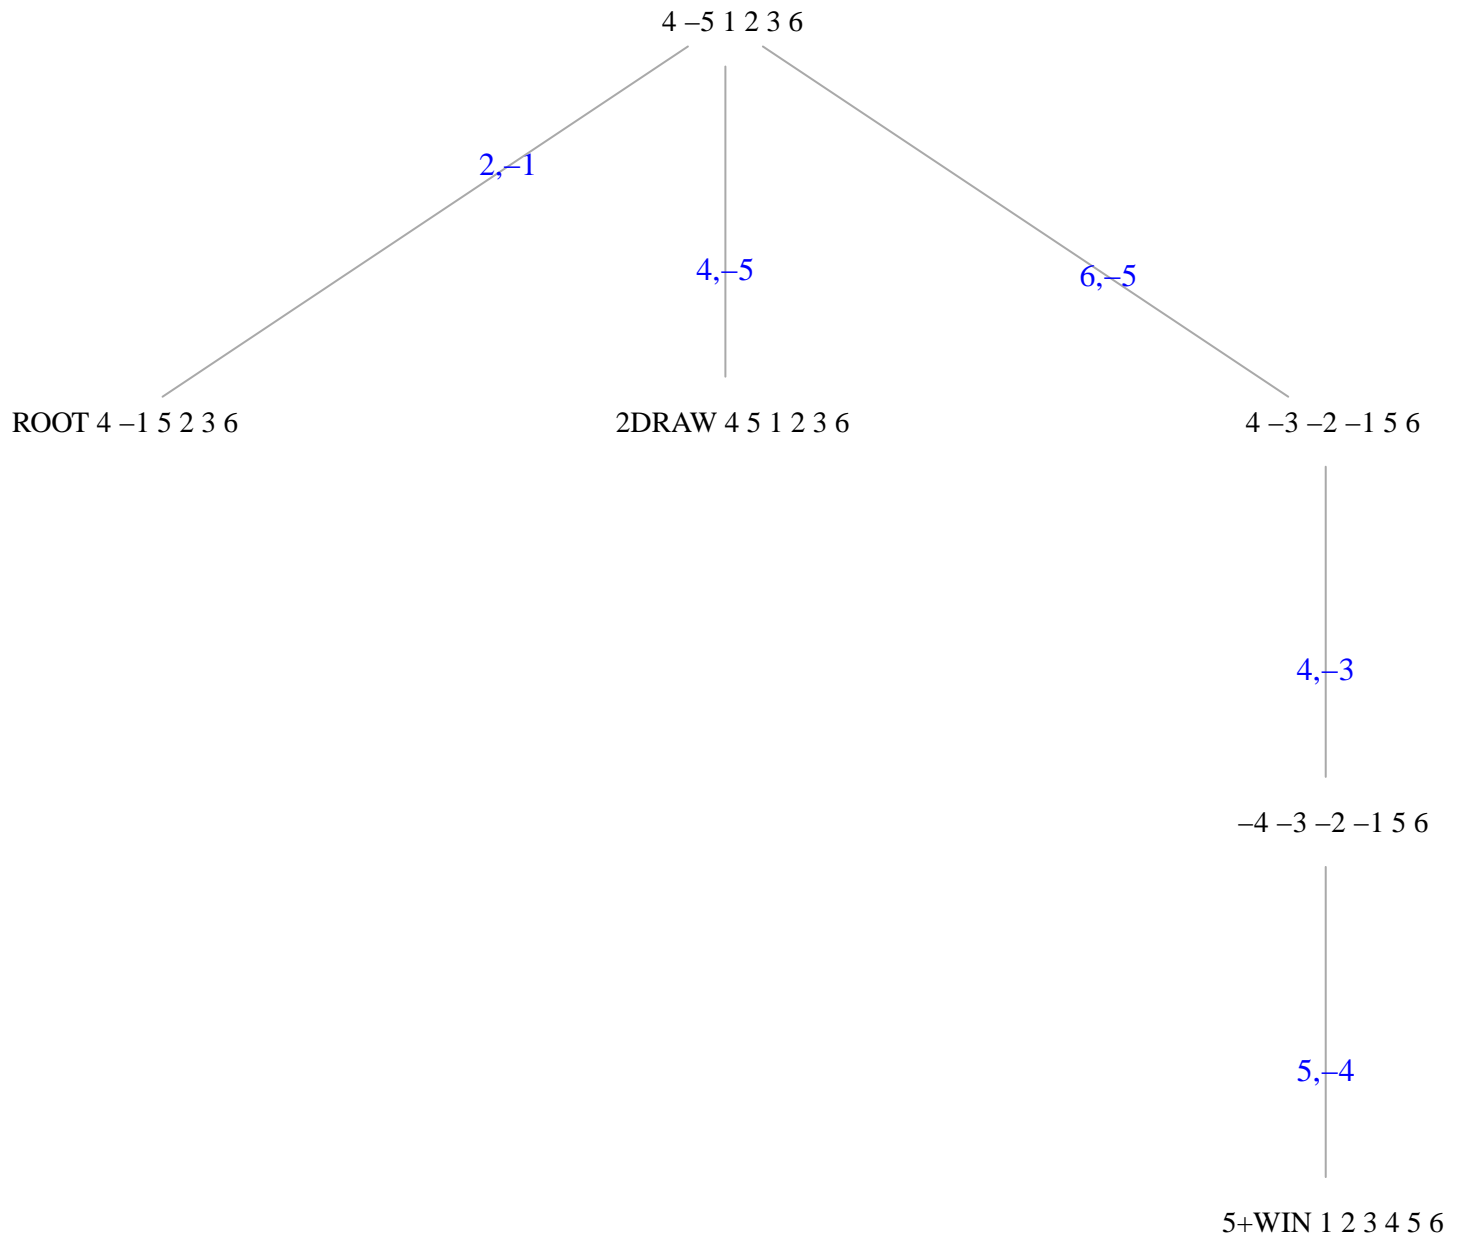 4 –5 1 2 3 6
2,–1
4,–5
6,–5
ROOT 4 –1 5 2 3 6
2DRAW 4 5 1 2 3 6
4 –3 –2 –1 5 6
4,–3
–4 –3 –2 –1 5 6
5,–4
5+WIN 1 2 3 4 5 6